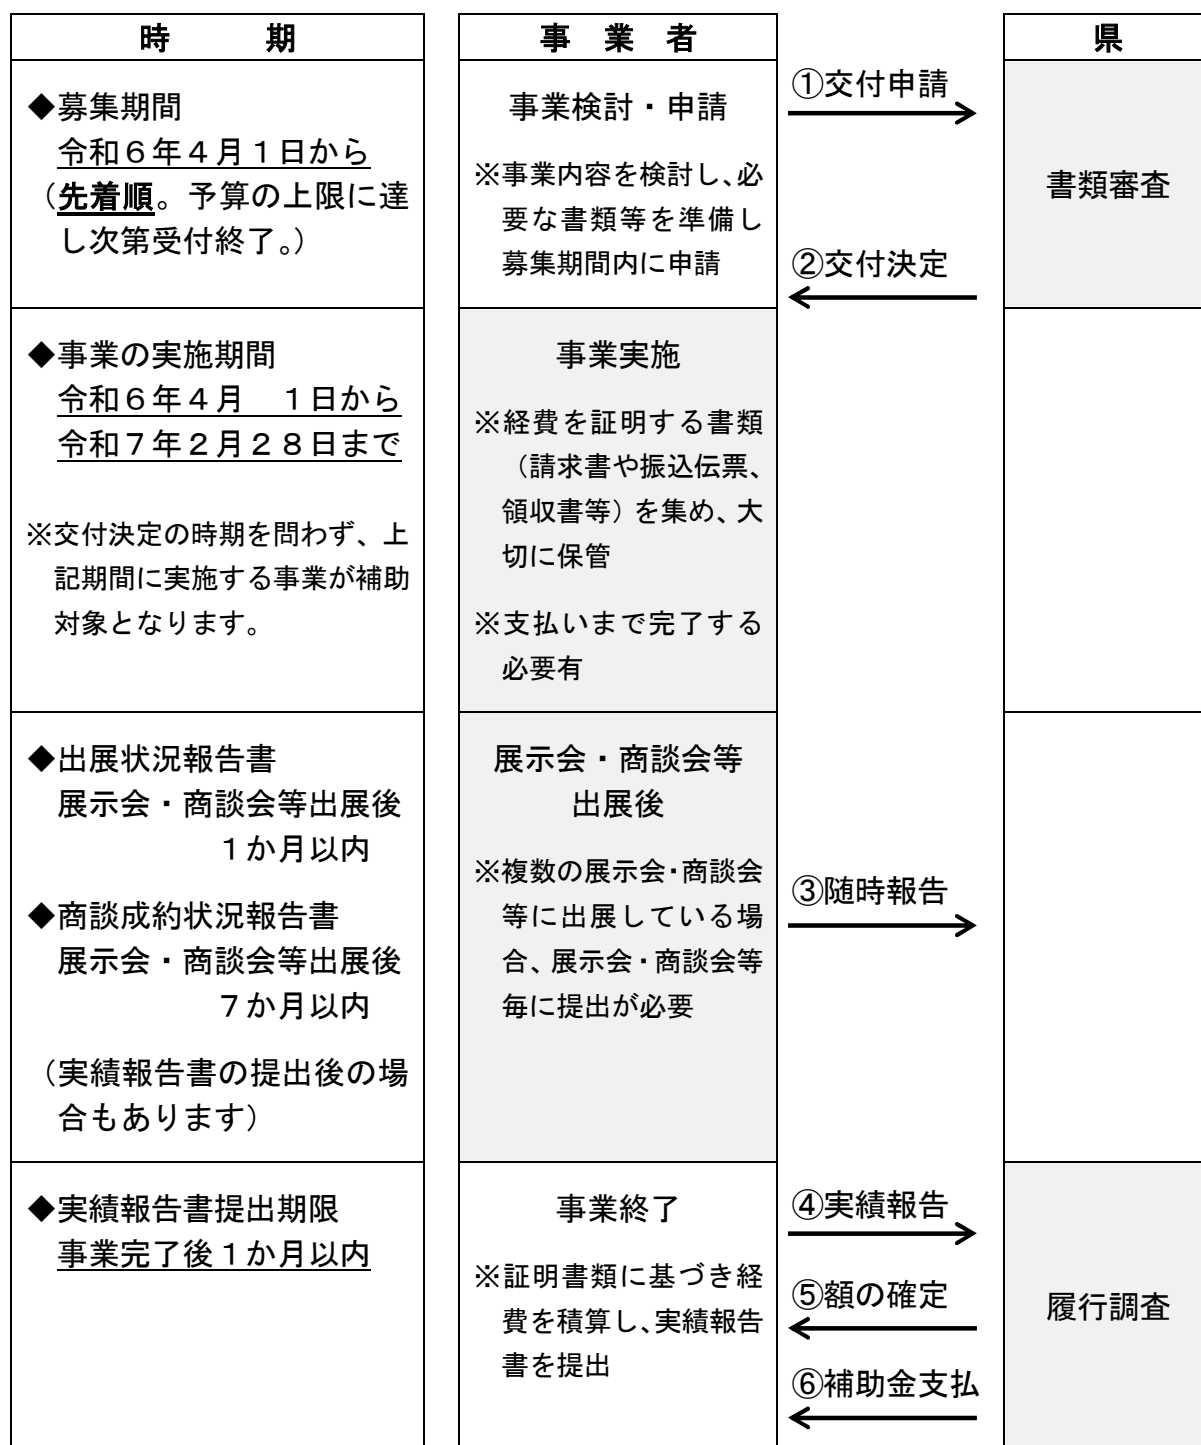 時　期
事　業　者
県
◆募集期間
令和６年４月１日から
（先着順。予算の上限に達
し次第受付終了。）
事業検討・申請
※事業内容を検討し、必
要な書類等を準備し
募集期間内に申請
①交付申請
②交付決定
書類審査
◆事業の実施期間
令和６年４月　１日から
令和７年２月２８日まで
※交付決定の時期を問わず、上
記期間に実施する事業が補助
対象となります。
事業実施
※経費を証明する書類
（請求書や振込伝票、
領収書等）を集め、大
切に保管
※支払いまで完了する
必要有
◆出展状況報告書
展示会・商談会等出展後
１か月以内
◆商談成約状況報告書
展示会・商談会等出展後
７か月以内
（実績報告書の提出後の場
合もあります）
展示会・商談会等
出展後
※複数の展示会・商談会
等に出展している場
合、展示会・商談会等
毎に提出が必要
③随時報告
◆実績報告書提出期限
事業完了後１か月以内
事業終了
※証明書類に基づき経
費を積算し、実績報告
書を提出
④実績報告
⑤額の確定
⑥補助金支払
履行調査